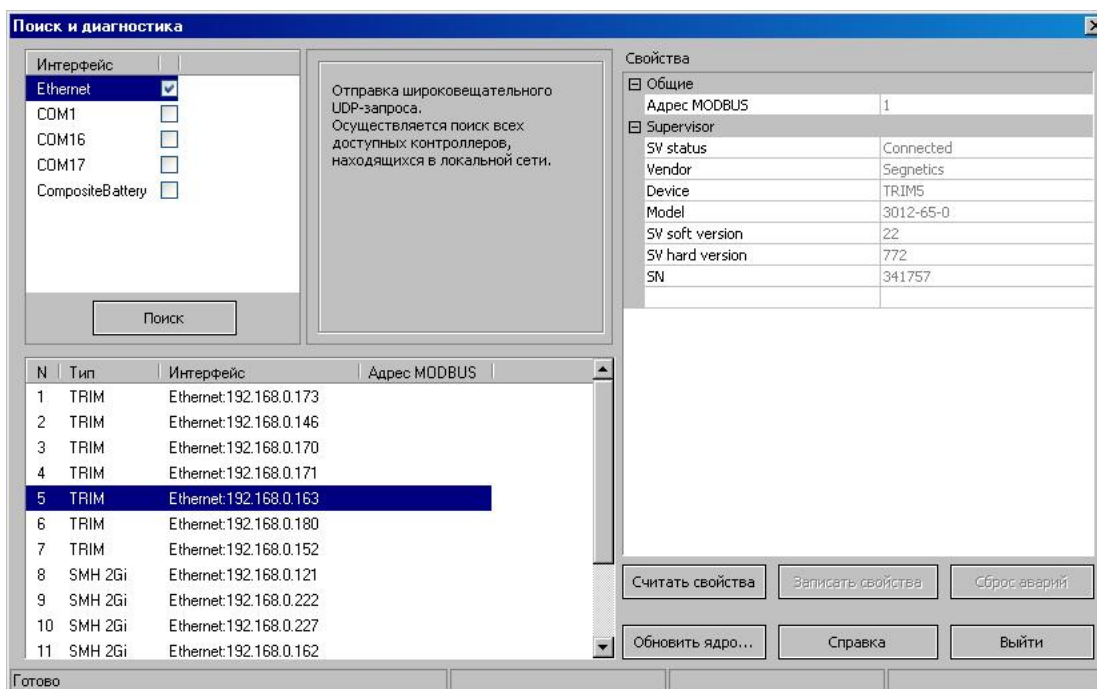 Поиск и диагностика
Интерфейс
Ethernet
COM1
COM16
COM17
CompositeBattery
Поиск
Отправка широковещательного
UDP-запроса.
Осуществляется поиск всех
доступных контроллеров,
находящихся в локальной сети.
Свойства
Общие
Адрес MODBUS 1
Supervisor
SV status Connected
Vendor Segnetics
Device TRIM5
Model 3012-65-0
SV soft version 22
SV hard version 772
SN 341757
N Тип Интерфейс Адрес MODBUS
1 TRIM Ethernet:192.168.0.173
2 TRIM Ethernet:192.168.0.146
3 TRIM Ethernet:192.168.0.170
4 TRIM Ethernet:192.168.0.171
5 TRIM Ethernet:192.168.0.163
6 TRIM Ethernet:192.168.0.180
7 TRIM Ethernet:192.168.0.152
8 SMH 2Gi Ethernet:192.168.0.121
9 SMH 2Gi Ethernet:192.168.0.222
10 SMH 2Gi Ethernet:192.168.0.227
11 SMH 2Gi Ethernet:192.168.0.162
Считать свойства Записать свойства Сброс аварий
Обновить ядро... Справка Выйти
Готово